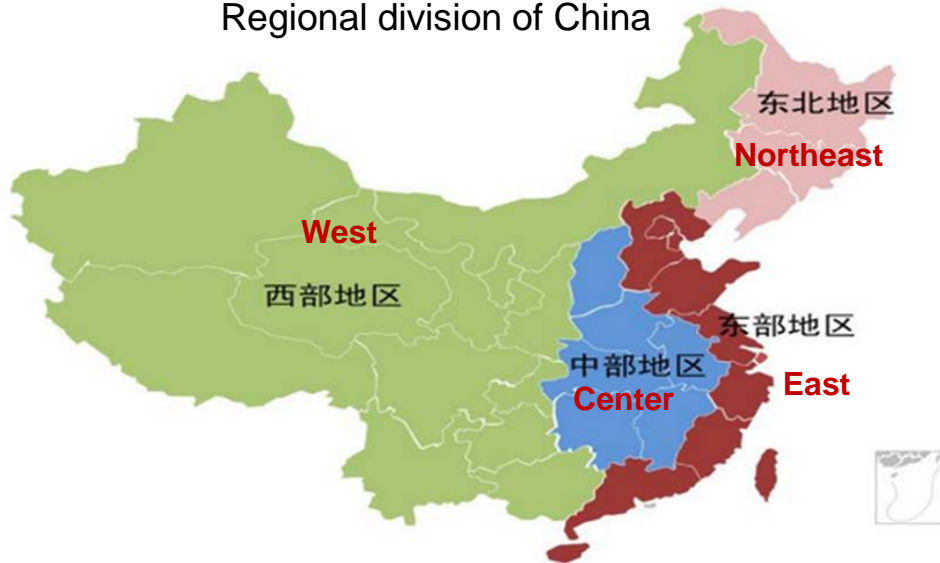 Regional division of China
东北地区
Northeast
West
西部地区
东部地区
中部地区
East
Center